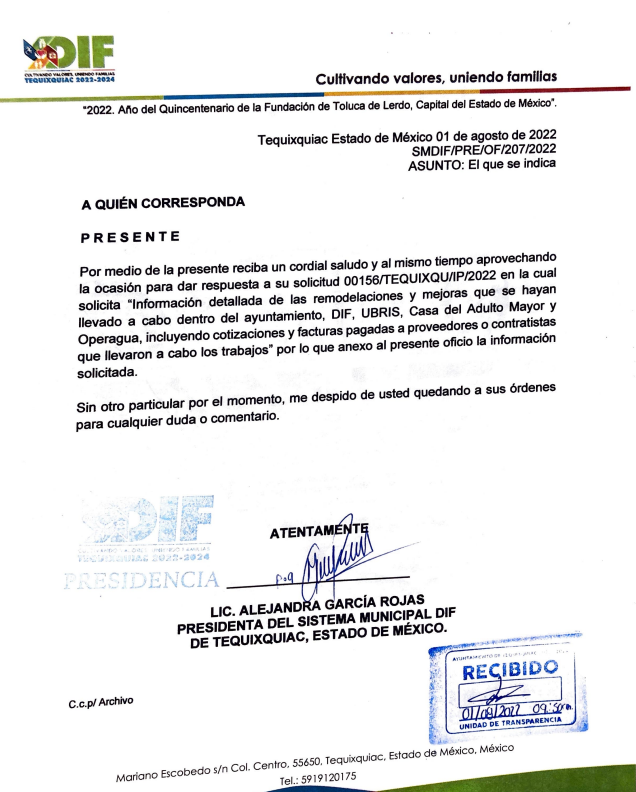 DIF
CULTIVANDO VALORES, UNIENDO FAMILIAS
TEQUIXQUIAC 2022-2024
Cultivando valores, uniendo familias
"2022. Año del Quincentenario de la Fundación de Toluca de Lerdo, Capital del Estado de México".
Tequixquiac Estado de México 01 de agosto de 2022
SMDIF/PRE/OF/207/2022
ASUNTO: El que se indica
A QUIÉN CORRESPONDA
P R E S E N T E
Por medio de la presente reciba un cordial saludo y al mismo tiempo aprovechando
la ocasión para dar respuesta a su solicitud 00156/TEQUIXQU/IP/2022 en la cual
solicita "Información detallada de las remodelaciones y mejoras que se hayan
llevado a cabo dentro del ayuntamiento, DIF, UBRIS, Casa del Adulto Mayor y
Operagua, incluyendo cotizaciones y facturas pagadas a proveedores o contratistas
que llevaron a cabo los trabajos" por lo que anexo al presente oficio la información
solicitada.
Sin otro particular por el momento, me despido de usted quedando a sus órdenes
para cualquier duda o comentario.
DIF
CULTIVANDO VALORES, UNIENDO FAMILIAS
TEQUIXQUIAC 2022-2024
PRESIDENCIA
ATENTAMENTE
LIC. ALEJANDRA GARCÍA ROJAS
PRESIDENTA DEL SISTEMA MUNICIPAL DIF
DE TEQUIXQUIAC, ESTADO DE MÉXICO.
AYUNTAMIENTO DE
RECIBIDO
01/08/2022 09:50
UNIDAD DE TRANSPARENCIA
C.c.p/ Archivo
Mariano Escobedo s/n Col. Centro, 55650, Tequixquiac, Estado de México, México
Tel.: 5919120175